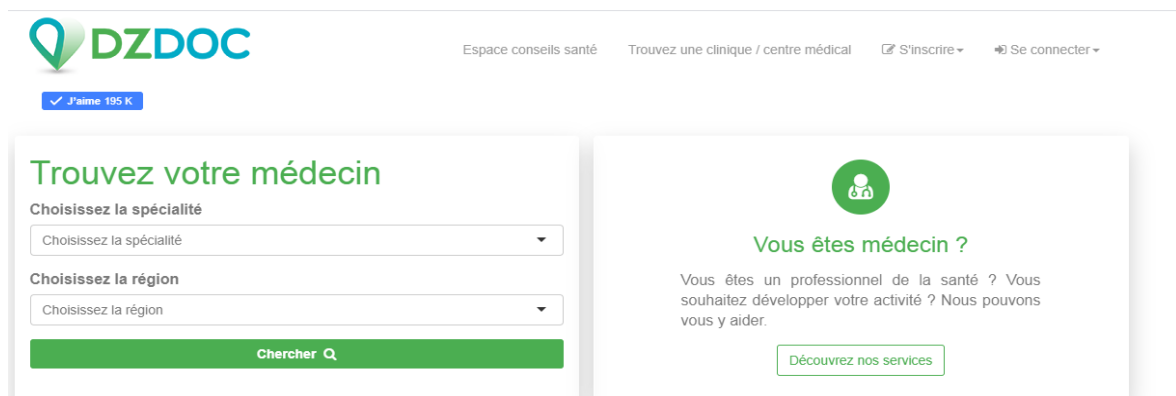 DZDOC
Espace conseils santé
Trouvez une clinique / centre médical
S'inscrire
Se connecter
J'aime 195 K
Trouvez votre médecin
Choisissez la spécialité
Choisissez la spécialité
Choisissez la région
Choisissez la région
Chercher
Vous êtes médecin ?
Vous êtes un professionnel de la santé ? Vous
souhaitez développer votre activité ? Nous pouvons
vous y aider.
Découvrez nos services